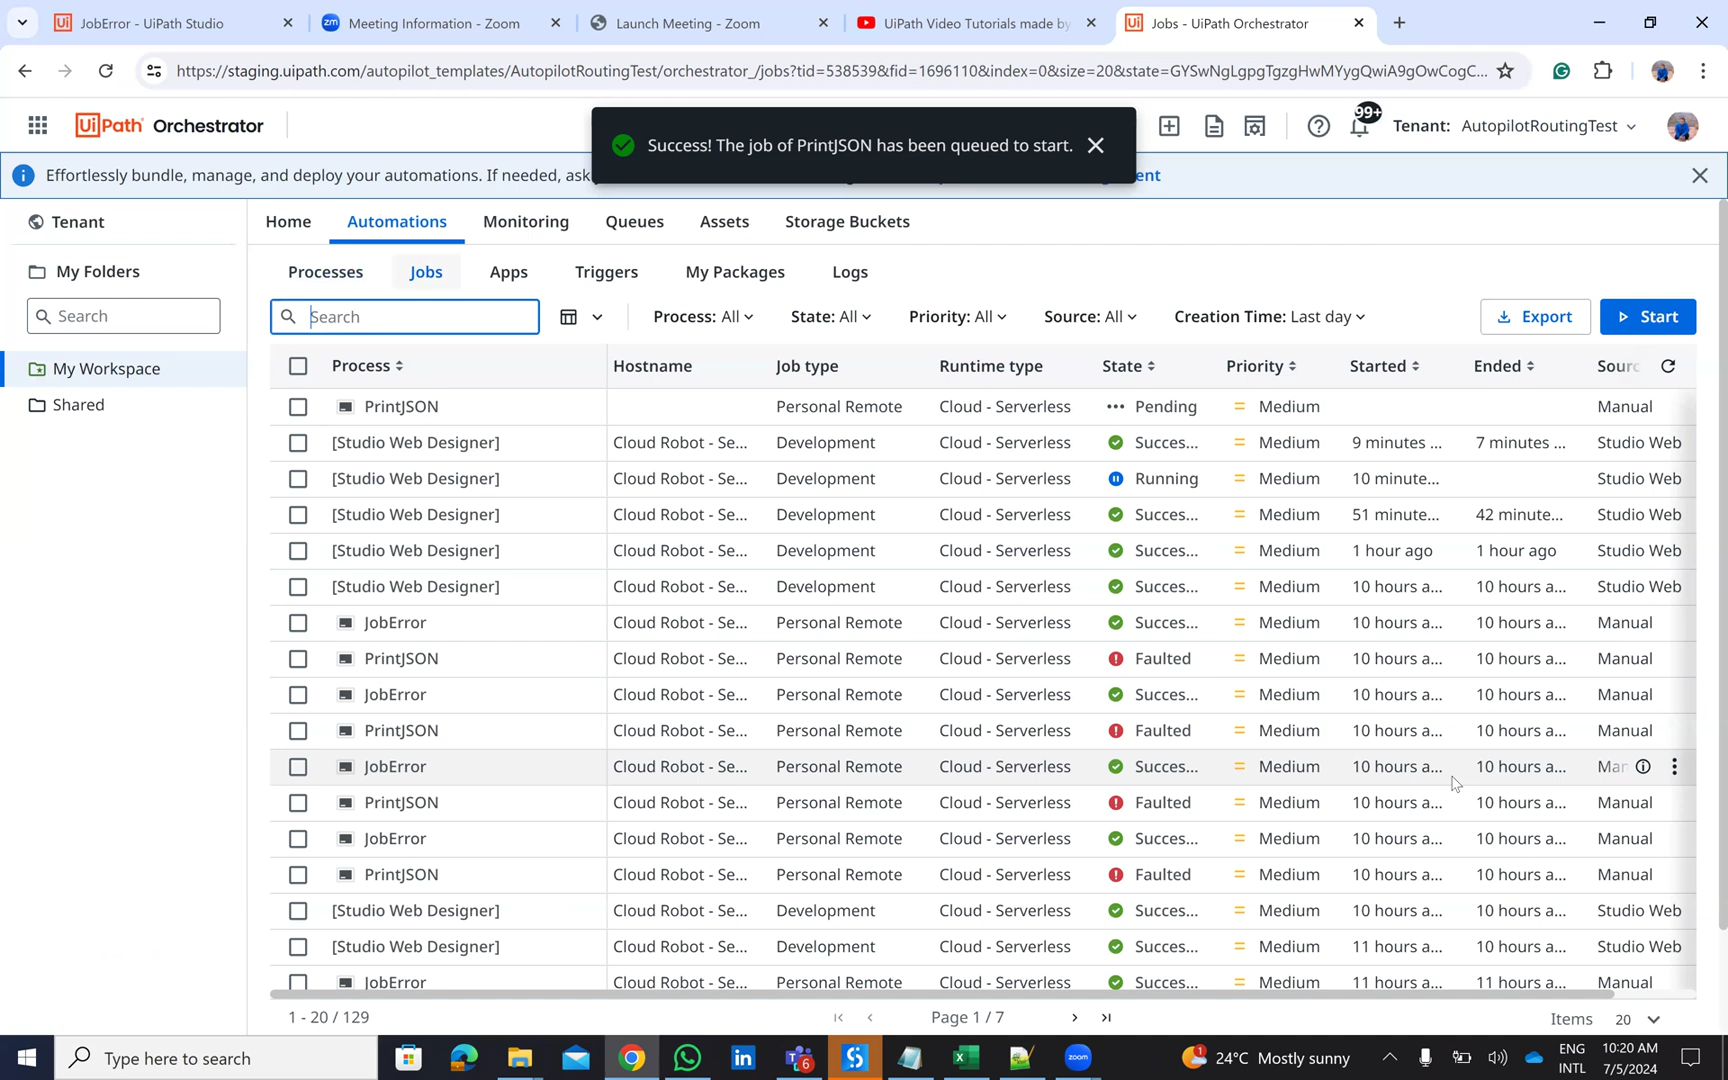 JobError - UiPath Studio
Meeting Information - Zoom
Launch Meeting - Zoom
UiPath Video Tutorials made by
Jobs - UiPath Orchestrator
https://staging.uipath.com/autopilot_templates/AutopilotRoutingTest/orchestrator_/jobs?tid=538539&fid=1696110&index=0&size=20&state=GYSwNgLgpgTgzgHwMYygQwiA9gOwCogC...
UiPath Orchestrator
Success! The job of PrintJSON has been queued to start.
99+
Tenant: AutopilotRoutingTest
Effortlessly bundle, manage, and deploy your automations. If needed, ask
Tenant
Home Automations Monitoring Queues Assets Storage Buckets
My Folders
Processes Jobs Apps Triggers My Packages Logs
Search
Search
Process: All State: All Priority: All Source: All Creation Time: Last day Export Start
Process Hostname Job type Runtime type State Priority Started Ended Sourc
My Workspace
Shared
PrintJSON Personal Remote Cloud - Serverless Pending Medium Manual
[Studio Web Designer] Cloud Robot - Se... Development Cloud - Serverless Succes... Medium 9 minutes ... 7 minutes ... Studio Web
[Studio Web Designer] Cloud Robot - Se... Development Cloud - Serverless Running Medium 10 minute... Studio Web
[Studio Web Designer] Cloud Robot - Se... Development Cloud - Serverless Succes... Medium 51 minute... 42 minute... Studio Web
[Studio Web Designer] Cloud Robot - Se... Development Cloud - Serverless Succes... Medium 1 hour ago 1 hour ago Studio Web
[Studio Web Designer] Cloud Robot - Se... Development Cloud - Serverless Succes... Medium 10 hours a... 10 hours a... Studio Web
JobError Cloud Robot - Se... Personal Remote Cloud - Serverless Succes... Medium 10 hours a... 10 hours a... Manual
PrintJSON Cloud Robot - Se... Personal Remote Cloud - Serverless Faulted Medium 10 hours a... 10 hours a... Manual
JobError Cloud Robot - Se... Personal Remote Cloud - Serverless Succes... Medium 10 hours a... 10 hours a... Manual
PrintJSON Cloud Robot - Se... Personal Remote Cloud - Serverless Faulted Medium 10 hours a... 10 hours a... Manual
JobError Cloud Robot - Se... Personal Remote Cloud - Serverless Succes... Medium 10 hours a... 10 hours a... Man
PrintJSON Cloud Robot - Se... Personal Remote Cloud - Serverless Faulted Medium 10 hours a... 10 hours a... Manual
JobError Cloud Robot - Se... Personal Remote Cloud - Serverless Succes... Medium 10 hours a... 10 hours a... Manual
PrintJSON Cloud Robot - Se... Personal Remote Cloud - Serverless Faulted Medium 10 hours a... 10 hours a... Manual
[Studio Web Designer] Cloud Robot - Se... Development Cloud - Serverless Succes... Medium 10 hours a... 10 hours a... Studio Web
[Studio Web Designer] Cloud Robot - Se... Development Cloud - Serverless Succes... Medium 11 hours a... 10 hours a... Studio Web
JobError Cloud Robot - Se... Personal Remote Cloud - Serverless Succes... Medium 11 hours a... 11 hours a... Manual
1 - 20 / 129 Page 1 / 7 Items 20
Type here to search
6
zoom
1
24°C Mostly sunny
ENG
INTL
10:20 AM
7/5/2024